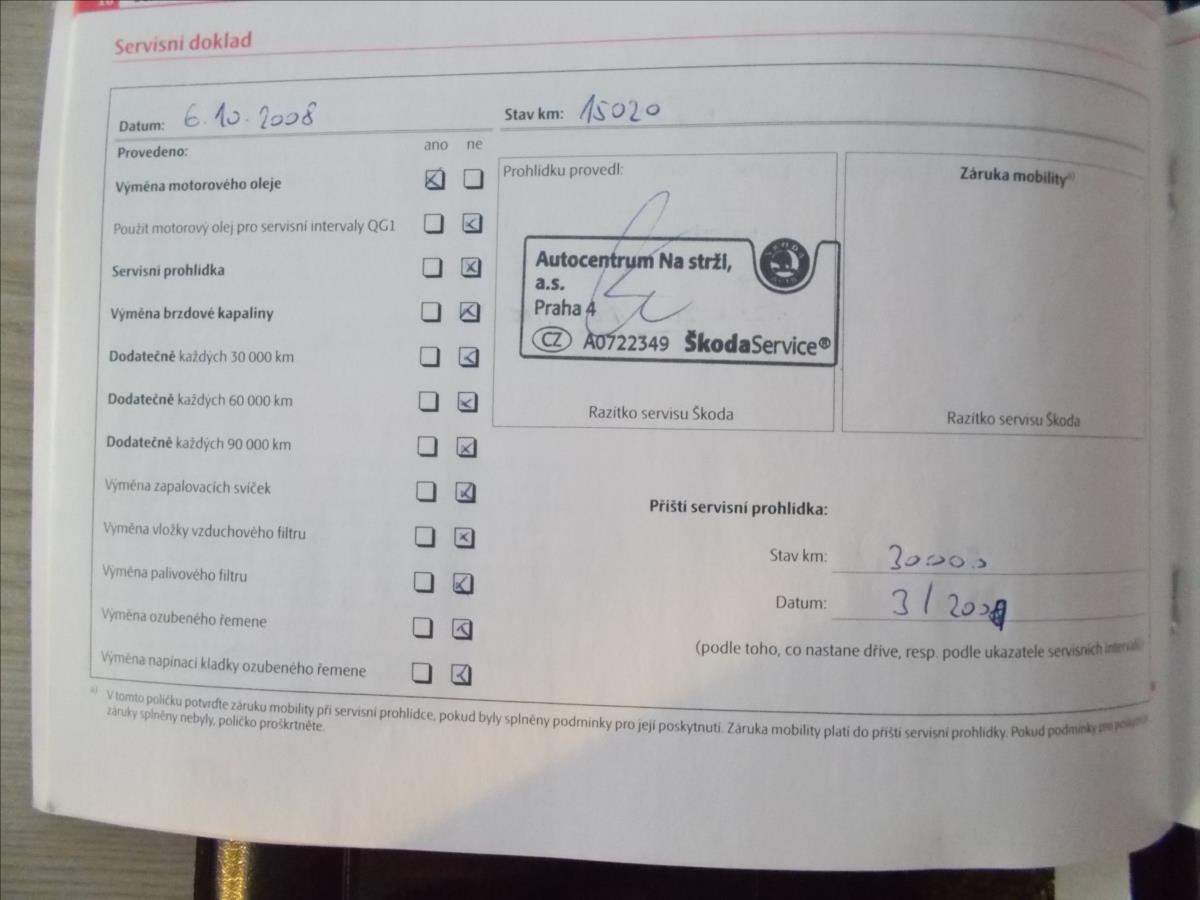 Servisní doklad
Datum: 6.10.2008
Stav km: 15020
Provedeno: ano ne
Výměna motorového oleje
Použit motorový olej pro servisní intervaly QG1
Servisní prohlídka
Výměna brzdové kapaliny
Dodatečně každých 30 000 km
Dodatečně každých 60 000 km
Dodatečně každých 90 000 km
Výměna zapalovacích svíček
Výměna vložky vzduchového filtru
Výměna palivového filtru
Výměna ozubeného řemene
Výměna napínací kladky ozubeného řemene
Prohlídku provedl:
Autocentrum Na strži,
a.s.
Praha 4
CZ A0722349 ŠkodaService®
Razítko servisu Škoda
Záruka mobility a)
Razítko servisu Škoda
Příští servisní prohlídka:
Stav km: 30000
Datum: 3/2009
(podle toho, co nastane dříve, resp. podle ukazatele servisních intervalů)
a) V tomto políčku potvrďte záruku mobility při servisní prohlídce, pokud byly splněny podmínky pro její poskytnutí. Záruka mobility platí do příští servisní prohlídky. Pokud podmínky pro poskytnutí
záruky splněny nebyly, políčko proškrtněte.